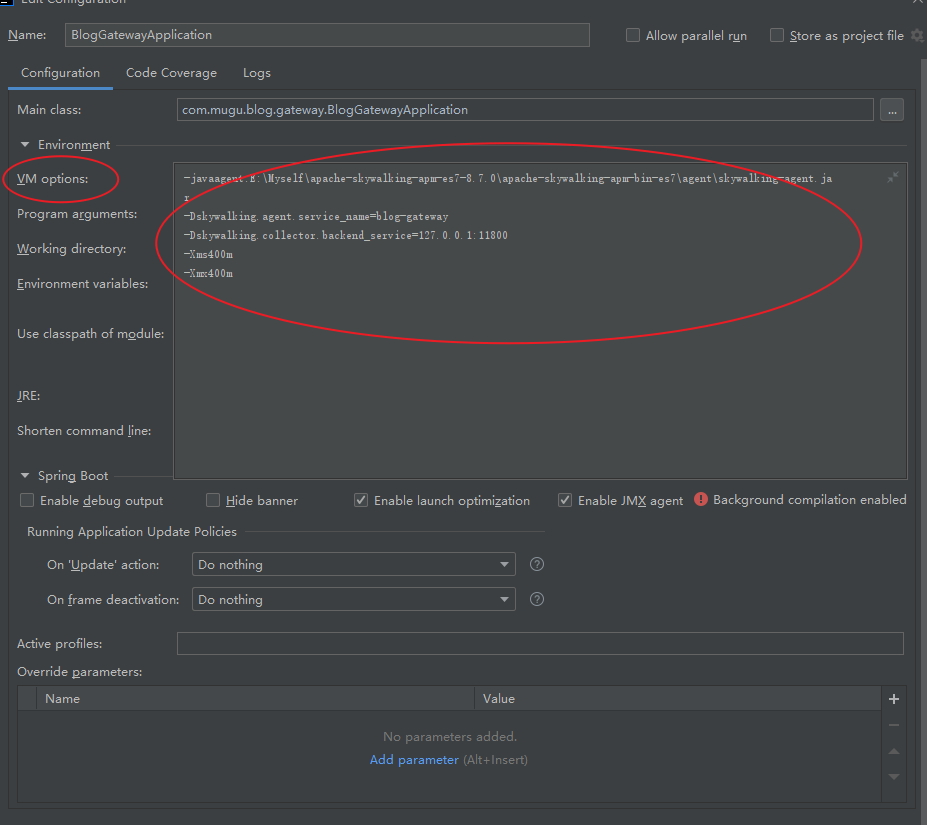 Edit Configuration
Name: BlogGatewayApplication Allow parallel run Store as project file
Configuration Code Coverage Logs
Main class: com.mugu.blog.gateway.BlogGatewayApplication ...
Environment
VM options:
-javaagent:E:\Myself\apache-skywalking-apm-es7-8.7.0\apache-skywalking-apm-bin-es7\agent\skywalking-agent.ja
r
-Dskywalking.agent.service_name=blog-gateway
-Dskywalking.collector.backend_service=127.0.0.1:11800
-Xms400m
-Xmx400m
Program arguments:
Working directory:
Environment variables:
Use classpath of module:
JRE:
Shorten command line:
Spring Boot
Enable debug output Hide banner Enable launch optimization Enable JMX agent Background compilation enabled
Running Application Update Policies
On 'Update' action: Do nothing
On frame deactivation: Do nothing
Active profiles:
Override parameters:
Name Value
No parameters added.
Add parameter (Alt+Insert)